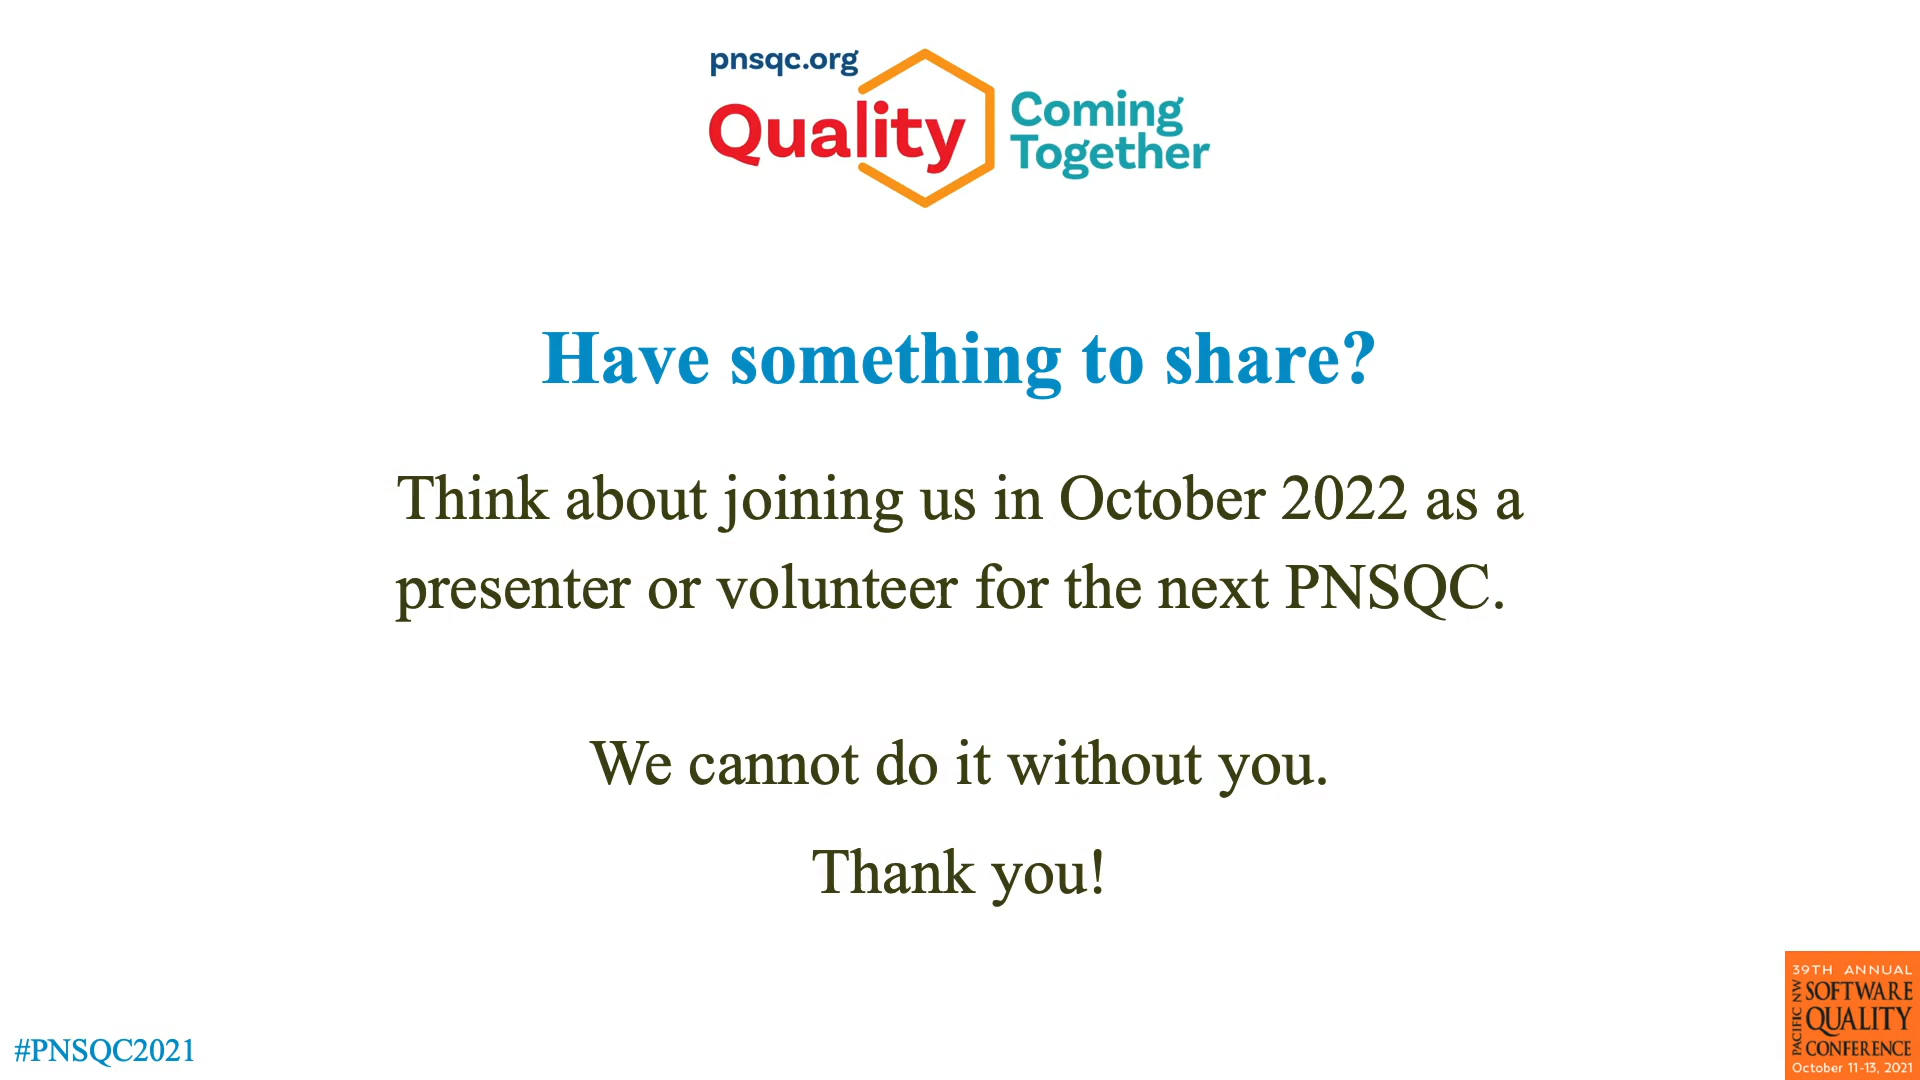 pnsqc.org
Quality
Coming
Together
Have something to share?
Think about joining us in October 2022 as a
presenter or volunteer for the next PNSQC.
We cannot do it without you.
Thank you!
#PNSQC2021
39TH ANNUAL
PACIFIC NW
SOFTWARE
QUALITY
CONFERENCE
October 11-13, 2021